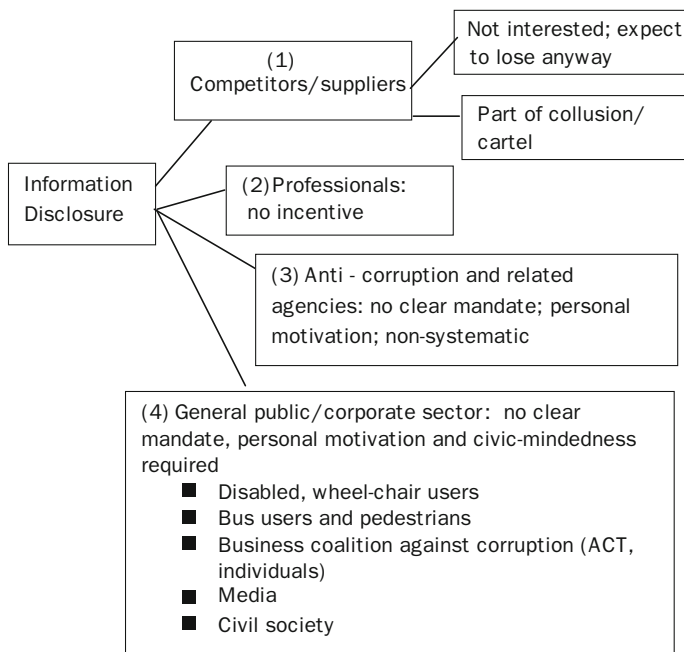 Not interested; expect
to lose anyway
(1)
Competitors/suppliers
Part of collusion/
cartel
Information
Disclosure
(2) Professionals:
no incentive
(3) Anti - corruption and related
agencies: no clear mandate; personal
motivation; non-systematic
(4) General public/corporate sector: no clear
mandate, personal motivation and civic-mindedness
required
■ Disabled, wheel-chair users
■ Bus users and pedestrians
■ Business coalition against corruption (ACT,
individuals)
■ Media
■ Civil society